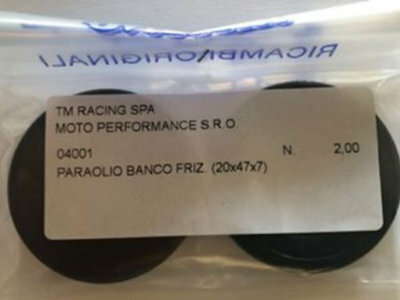 RICAMBI ORIGINALI
TM RACING SPA
MOTO PERFORMANCE S.R.O
04001 N. 2,00
PARAOLIO BANCO FRIZ. (20x47x7)